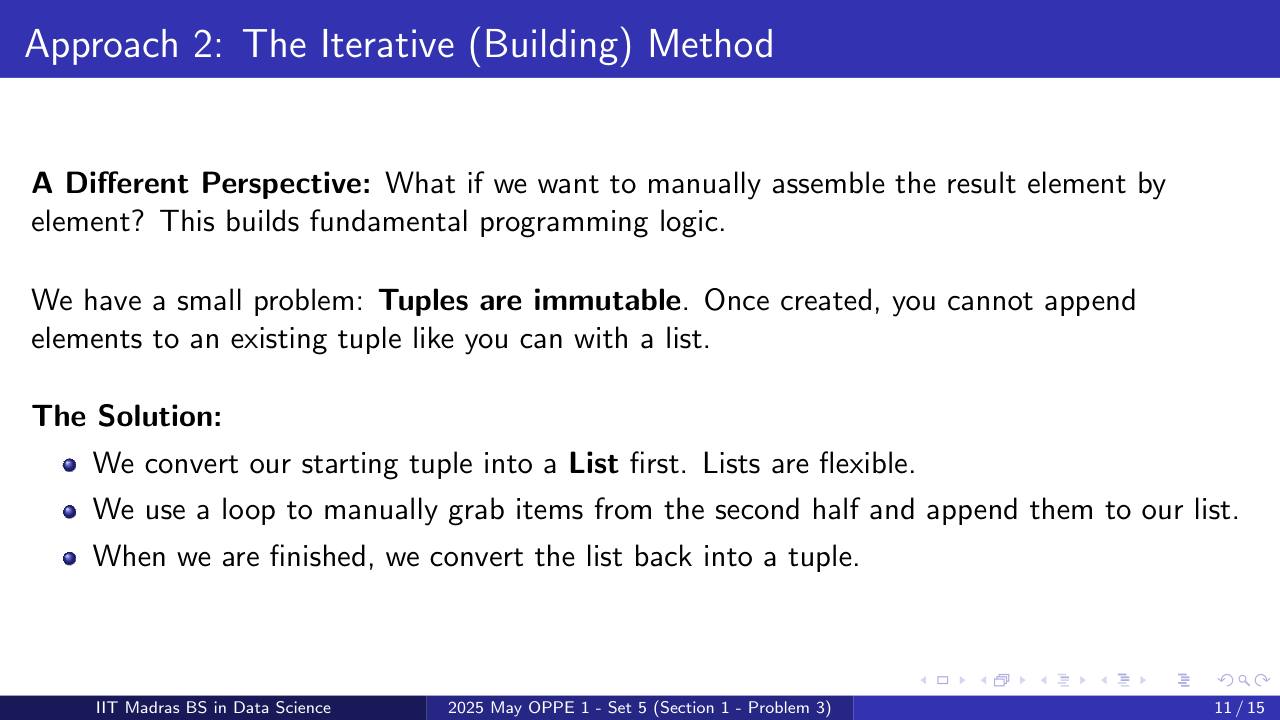 Approach 2: The Iterative (Building) Method
A Different Perspective: What if we want to manually assemble the result element by
element? This builds fundamental programming logic.
We have a small problem: Tuples are immutable. Once created, you cannot append
elements to an existing tuple like you can with a list.
The Solution:
We convert our starting tuple into a List first. Lists are flexible.
We use a loop to manually grab items from the second half and append them to our list.
When we are finished, we convert the list back into a tuple.
IIT Madras BS in Data Science
2025 May OPPE 1 - Set 5 (Section 1 - Problem 3)
11 / 15